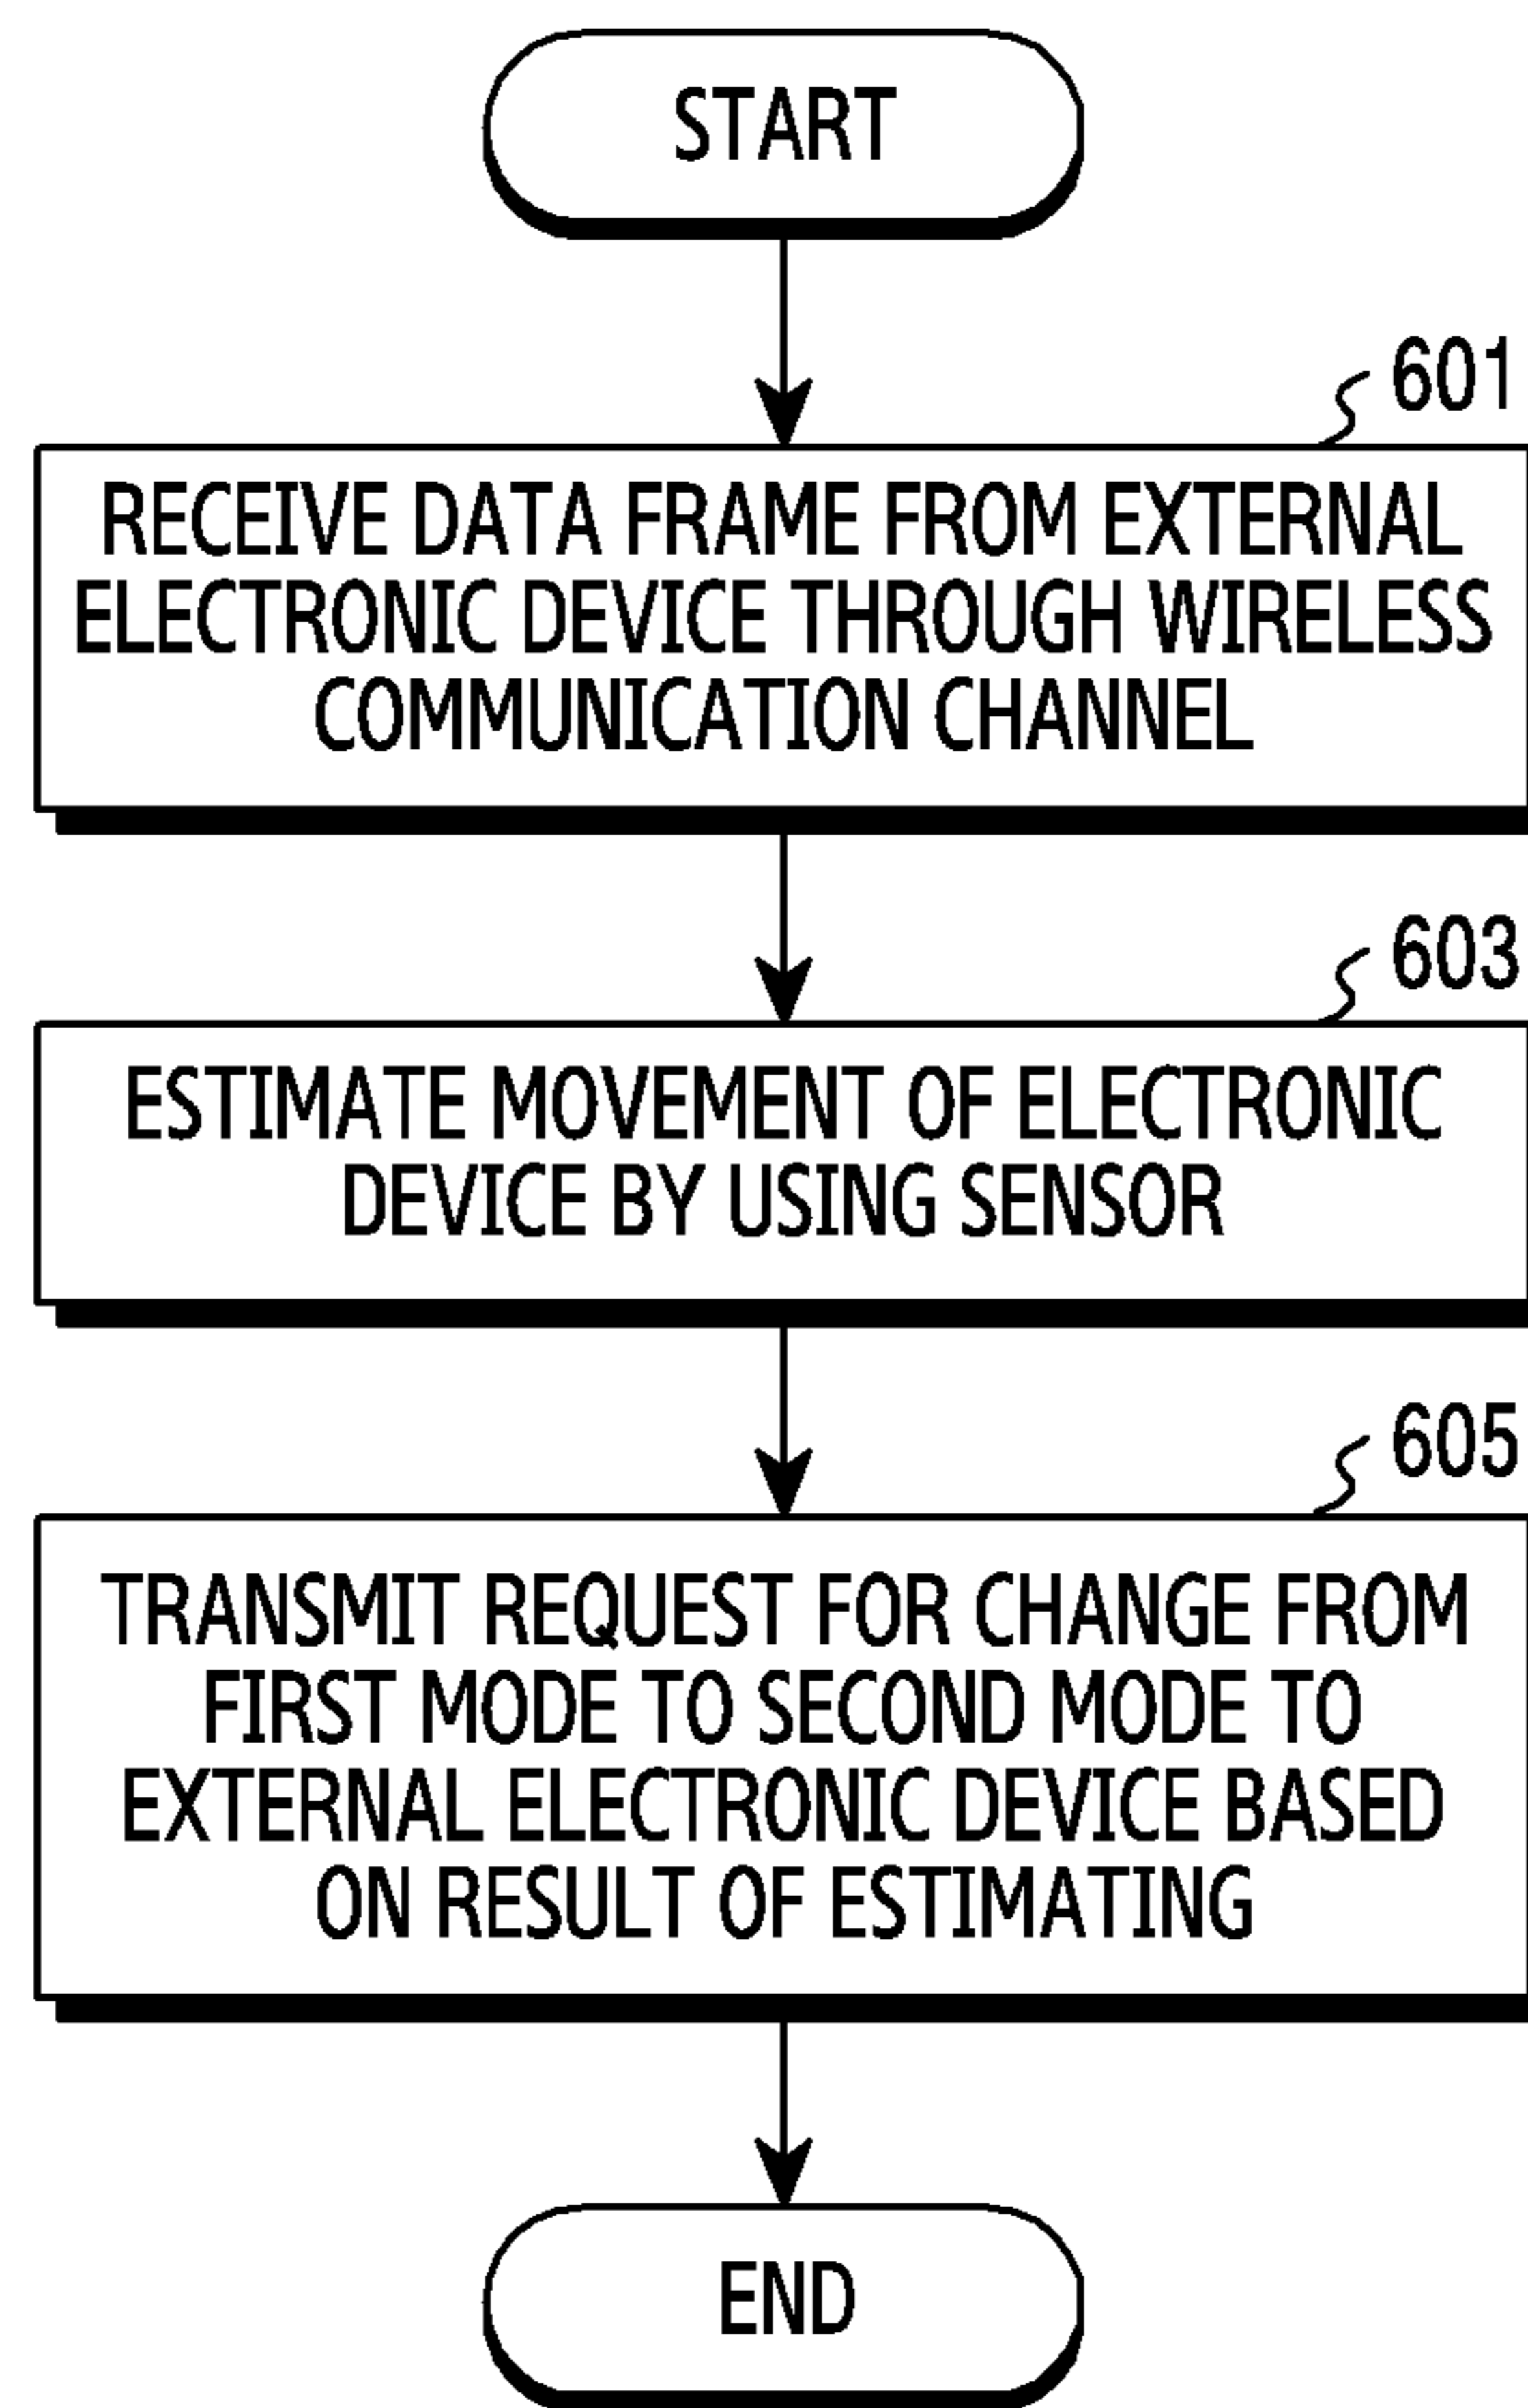 START
601
RECEIVE DATA FRAME FROM EXTERNAL
ELECTRONIC DEVICE THROUGH WIRELESS
COMMUNICATION CHANNEL
603
ESTIMATE MOVEMENT OF ELECTRONIC
DEVICE BY USING SENSOR
605
TRANSMIT REQUEST FOR CHANGE FROM
FIRST MODE TO SECOND MODE TO
EXTERNAL ELECTRONIC DEVICE BASED
ON RESULT OF ESTIMATING
END